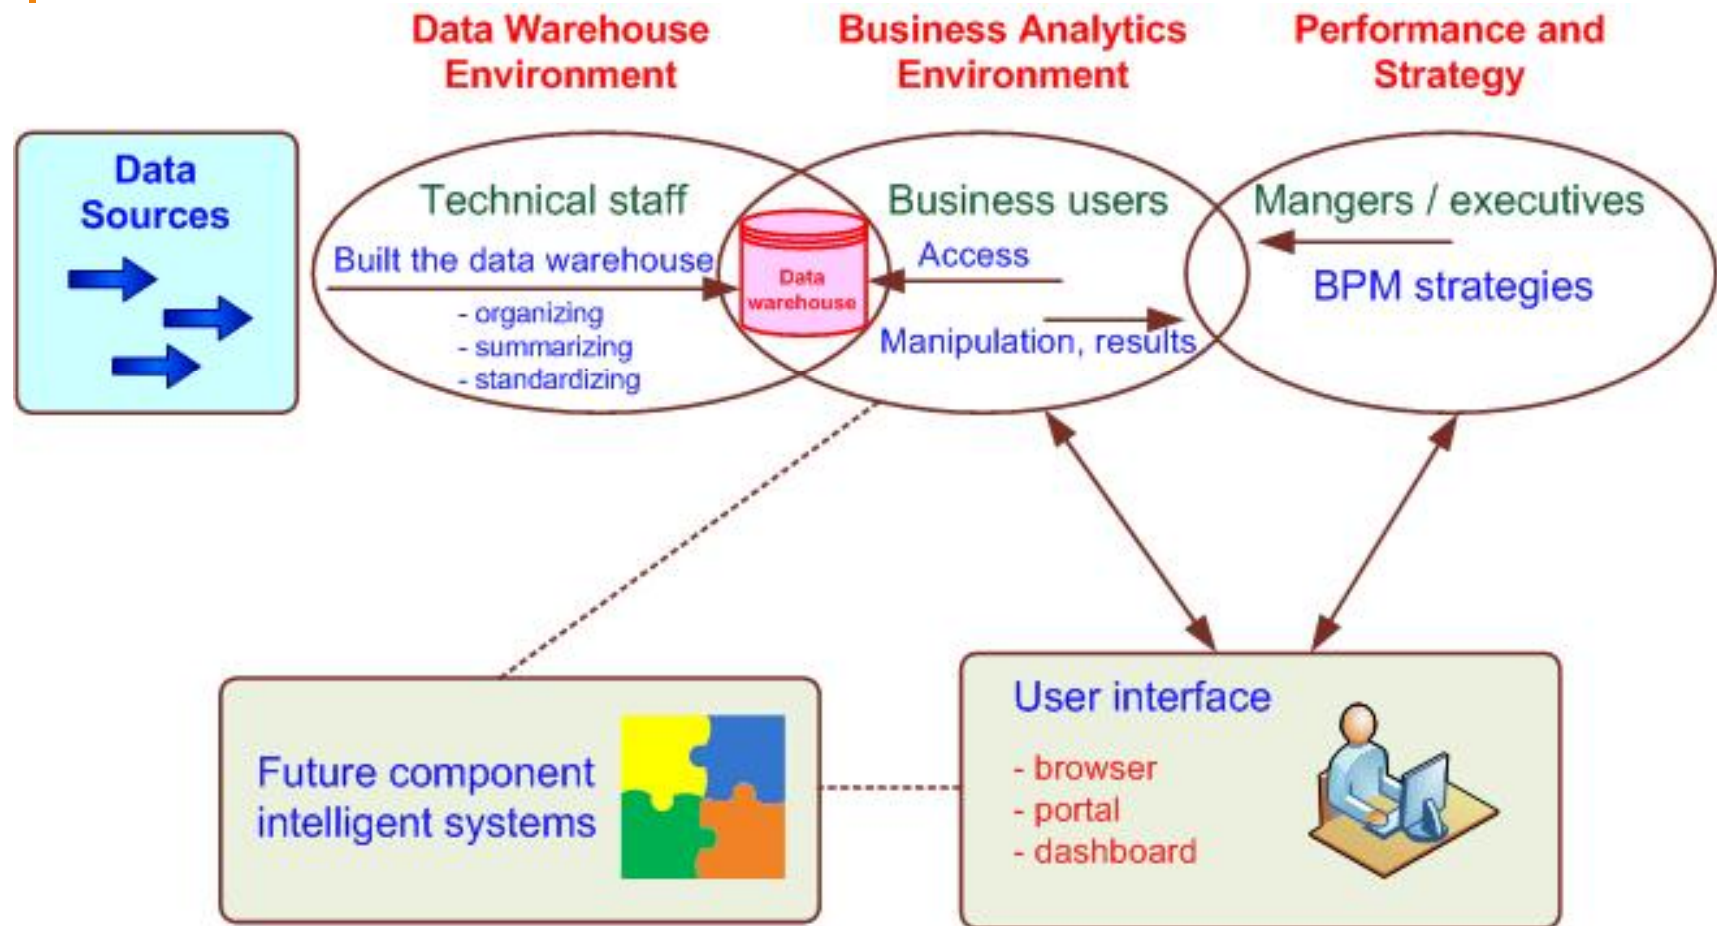 Data Warehouse
Environment
Business Analytics
Environment
Performance and
Strategy
Data
Sources
Technical staff
Built the data warehouse
- organizing
- summarizing
- standardizing
Data
warehouse
Business users
Access
Manipulation, results
Mangers / executives
BPM strategies
Future component
intelligent systems
User interface
- browser
- portal
- dashboard